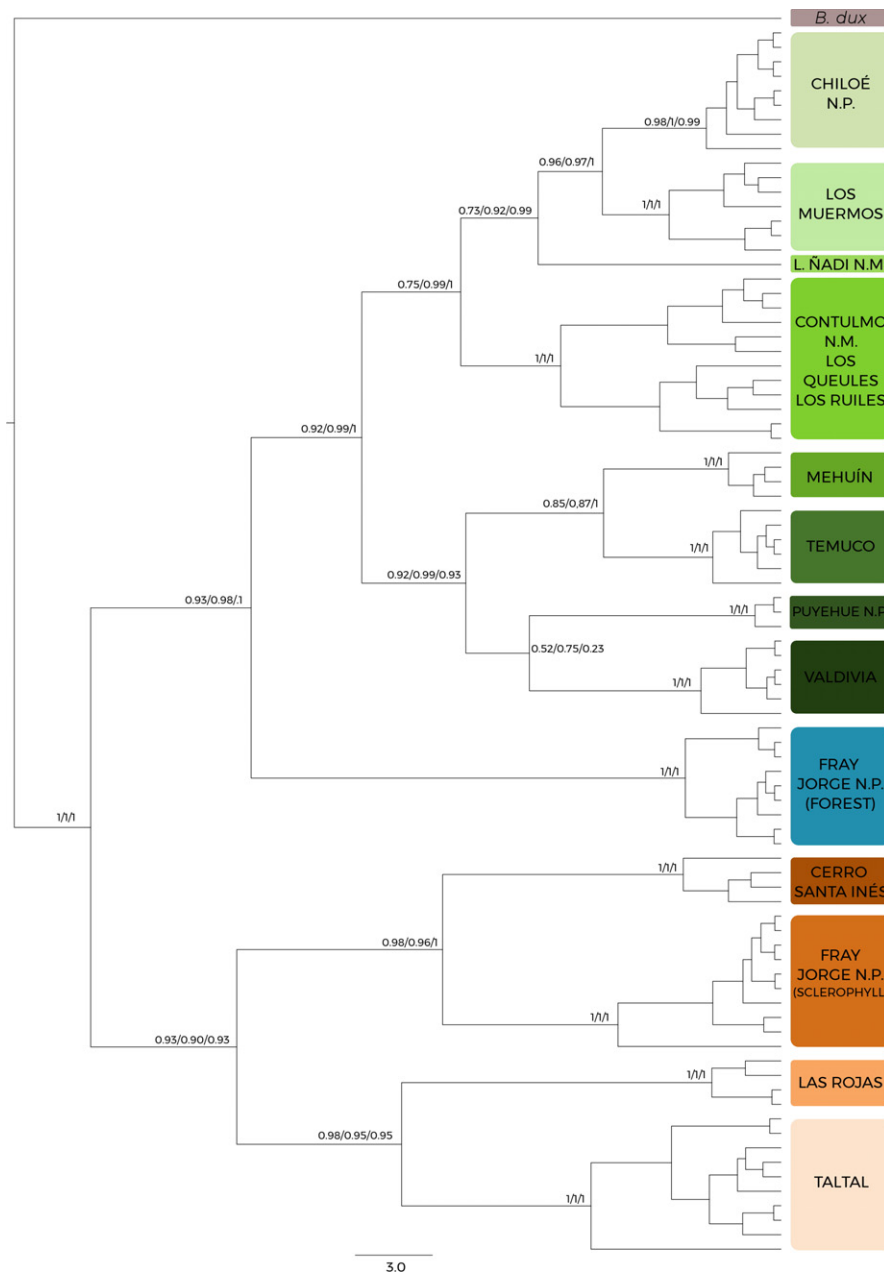 B. dux
CHILOÉ
N.P.
0.98/1/0.99
0.96/0.97/1
LOS
MUERMOS
1/1/1
0.73/0.92/0.99
L. ÑADI N.M
0.75/0.99/1
CONTULMO
N.M.
LOS
QUEULES
LOS RUILES
1/1/1
0.92/0.99/1
MEHUÍN
1/1/1
0.85/0,87/1
TEMUCO
1/1/1
0.92/0.99/0.93
0.93/0.98/.1
PUYEHUE N.P
1/1/1
0.52/0.75/0.23
VALDIVIA
1/1/1
FRAY
JORGE N.P.
(FOREST)
1/1/1
1/1/1
CERRO
SANTA INÉS
1/1/1
0.98/0.96/1
FRAY
JORGE N.P.
(SCLEROPHYLL
1/1/1
0.93/0.90/0.93
LAS ROJAS
1/1/1
0.98/0.95/0.95
TALTAL
1/1/1
3.0